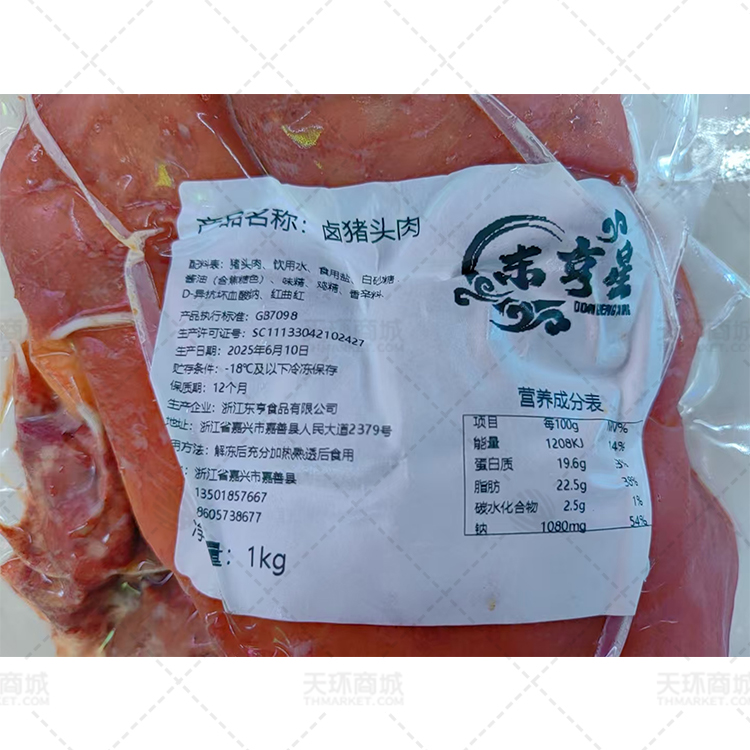 产品名称：卤猪头肉
配料表：猪头肉、饮用水、食用盐、白砂糖、
酱油（含焦糖色）、味精、鸡精、香辛料、
D-异抗坏血酸钠、红曲红
产品执行标准：GB7098
生产许可证号：SC11133042102427
生产日期：2025年6月10日
贮存条件：-18℃及以下冷冻保存
保质期：12个月
生产企业：浙江东亨食品有限公司
地址：浙江省嘉兴市嘉善县人民大道2379号
用方法：解冻后充分加热熟透后食用
：浙江省嘉兴市嘉善县
13501857667
8605738677
净 量：1kg
东亨星
营养成分表
项目 每100g
能量 1208KJ 14%
蛋白质 19.6g
脂肪 22.5g 38%
碳水化合物 2.5g 1%
钠 1080mg 54%
天环商城
THMARKET.COM